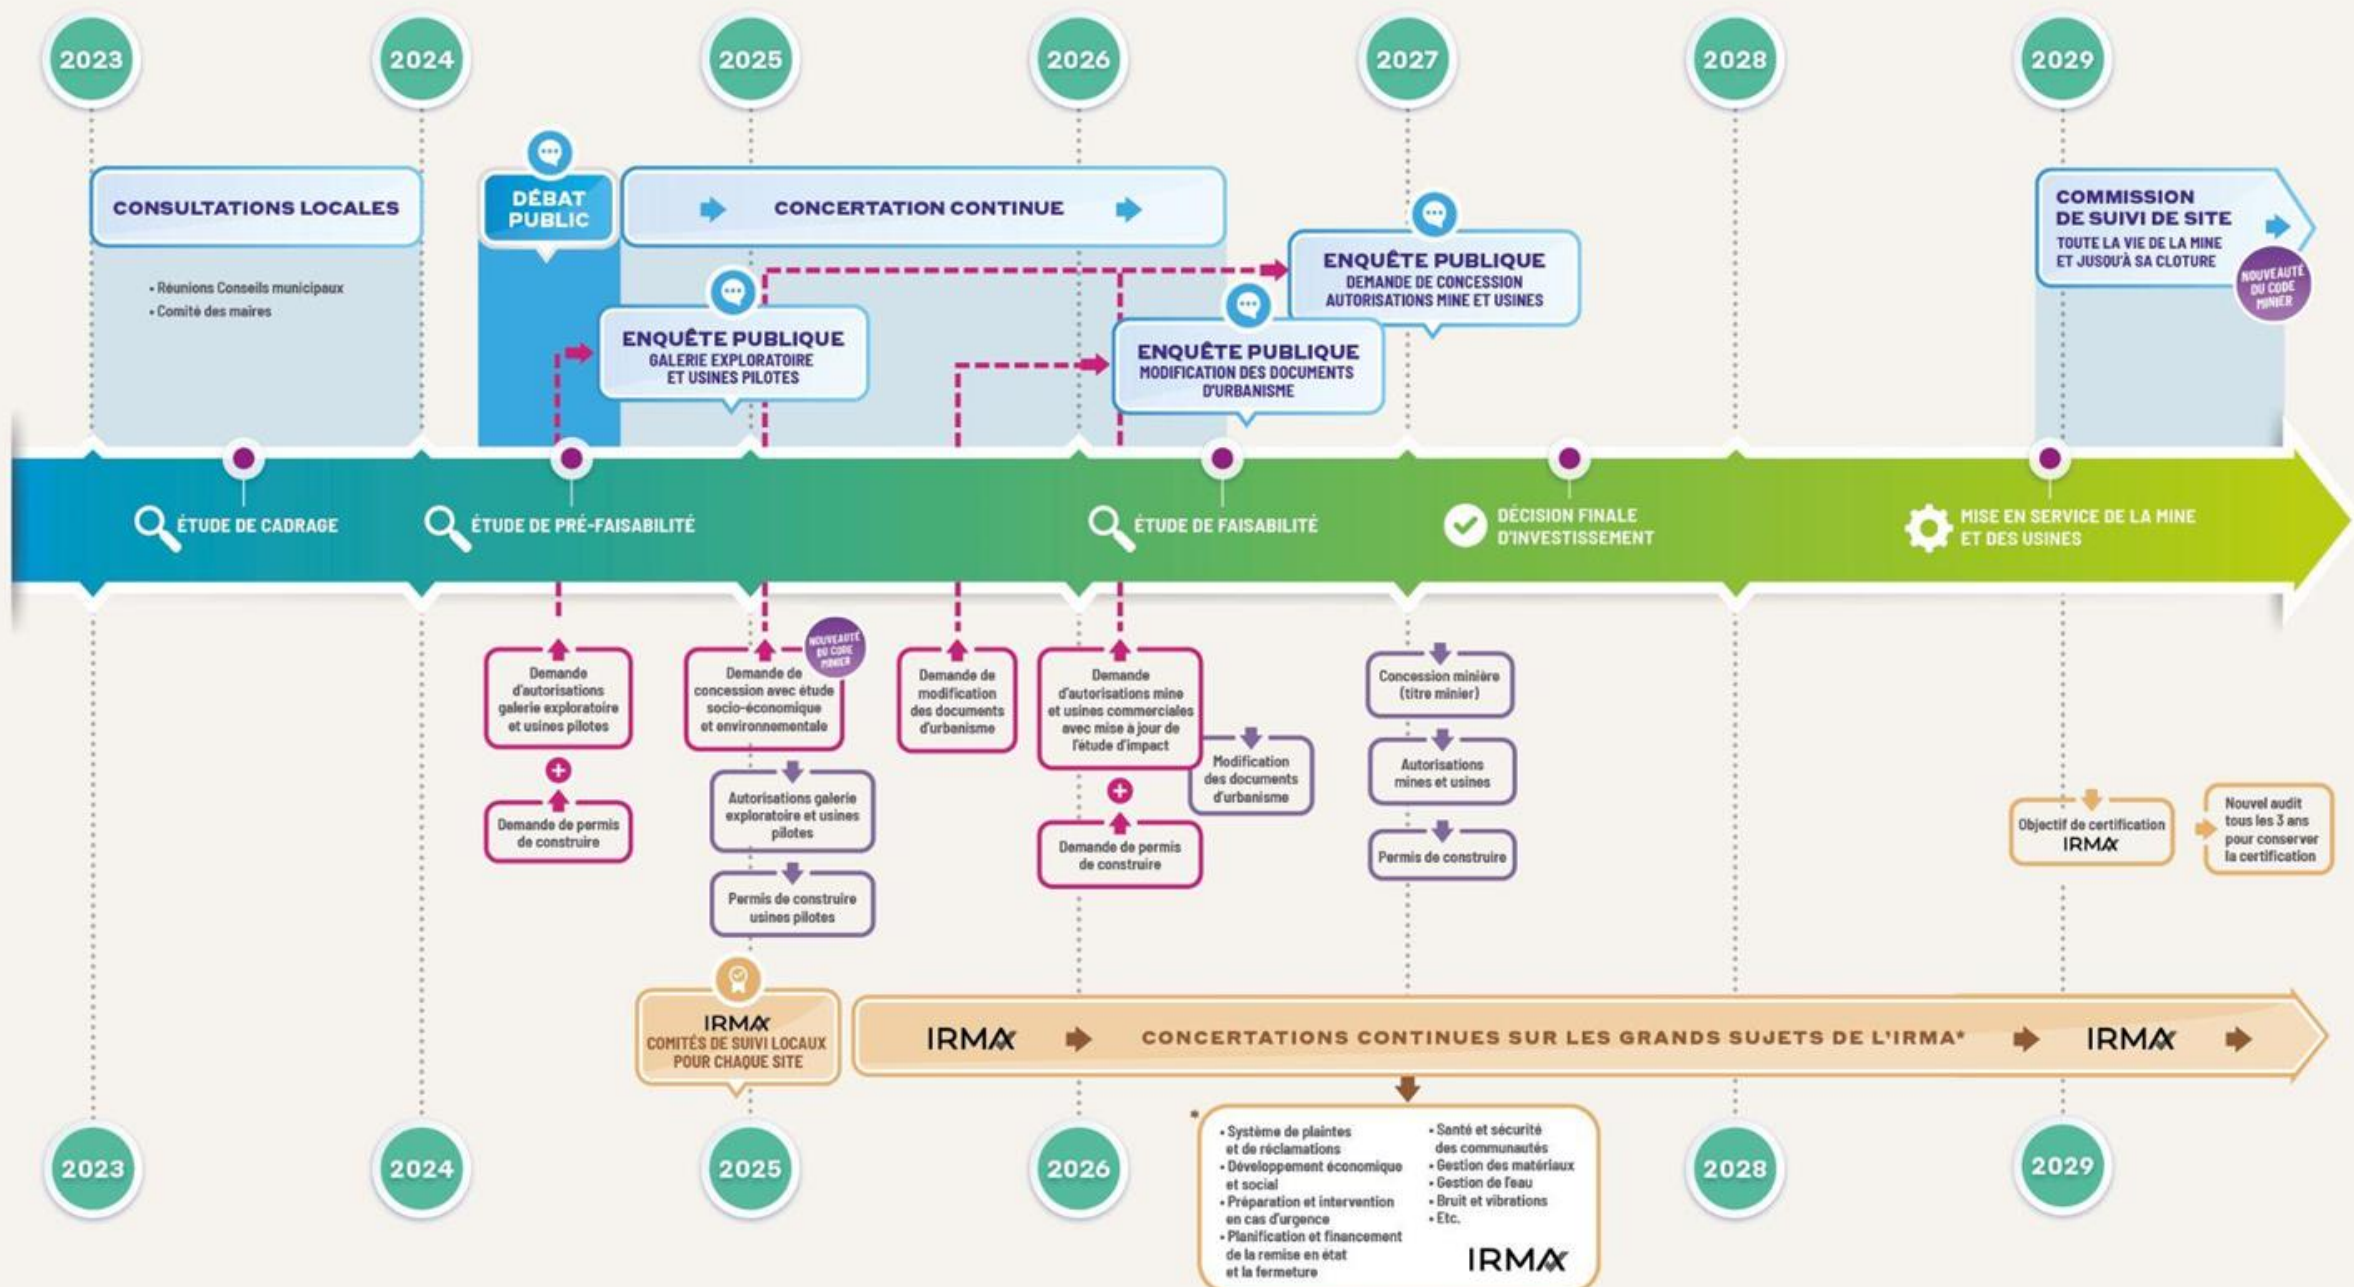 2023
2024
2025
2026
2027
2028
2029
CONSULTATIONS LOCALES
• Réunions Conseils municipaux
• Comité des maires
DÉBAT
PUBLIC
CONCERTATION CONTINUE
ENQUÊTE PUBLIQUE
GALERIE EXPLORATOIRE
ET USINES PILOTES
ENQUÊTE PUBLIQUE
MODIFICATION DES DOCUMENTS
D'URBANISME
ENQUÊTE PUBLIQUE
DEMANDE DE CONCESSION
AUTORISATIONS MINE ET USINES
COMMISSION
DE SUIVI DE SITE
TOUTE LA VIE DE LA MINE
ET JUSQU'À SA CLOTURE
NOUVEAUTÉ
DU CODE
MINIER
ÉTUDE DE CADRAGE
ÉTUDE DE PRÉ-FAISABILITÉ
ÉTUDE DE FAISABILITÉ
DÉCISION FINALE
D'INVESTISSEMENT
MISE EN SERVICE DE LA MINE
ET DES USINES
Demande
d'autorisations
galerie exploratoire
et usines pilotes
+
Demande de permis
de construire
NOUVEAUTÉ
DU CODE
MINIER
Demande de
concession avec étude
socio-économique
et environnementale
Autorisations galerie
exploratoire et usines
pilotes
Permis de construire
usines pilotes
Demande de
modification
des documents
d'urbanisme
Demande
d'autorisations mine
et usines commerciales
avec mise à jour de
l'étude d'impact
+
Demande de permis
de construire
Modification
des documents
d'urbanisme
Concession minière
(titre minier)
Autorisations
mines et usines
Permis de construire
Objectif de certification
IRMA
Nouvel audit
tous les 3 ans
pour conserver
la certification
IRMA
COMITÉS DE SUIVI LOCAUX
POUR CHAQUE SITE
IRMA
CONCERTATIONS CONTINUES SUR LES GRANDS SUJETS DE L'IRMA*
IRMA
*
• Système de plaintes
et de réclamations
• Développement économique
et social
• Préparation et intervention
en cas d'urgence
• Planification et financement
de la remise en état
et la fermeture
• Santé et sécurité
des communautés
• Gestion des matériaux
• Gestion de l'eau
• Bruit et vibrations
• Etc.
IRMA
2023
2024
2025
2026
2028
2029